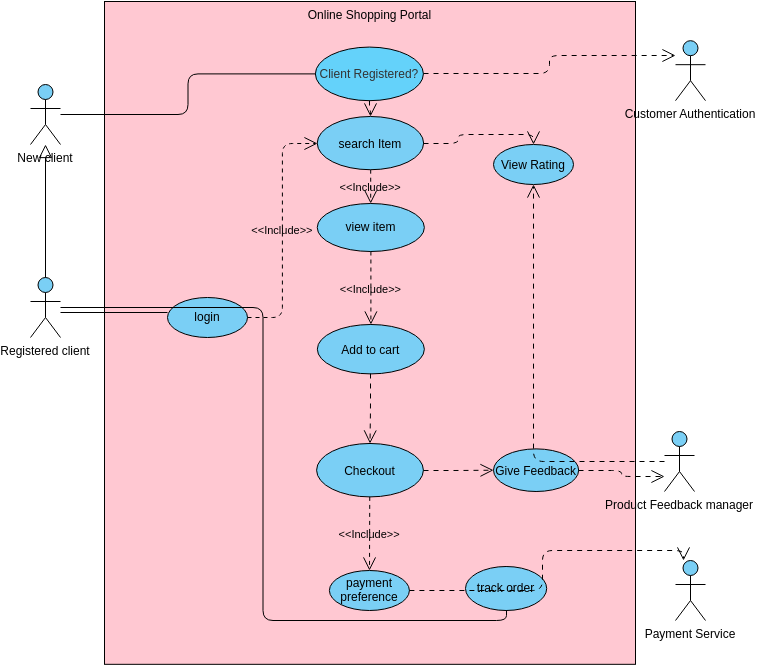 Online Shopping Portal
Client Registered?
Customer Authentication
New client
search Item
View Rating
<<Include>>
view item
<<Include>>
<<Include>>
login
Registered client
Add to cart
Checkout
Give Feedback
Product Feedback manager
<<Include>>
payment
preference
track order
Payment Service